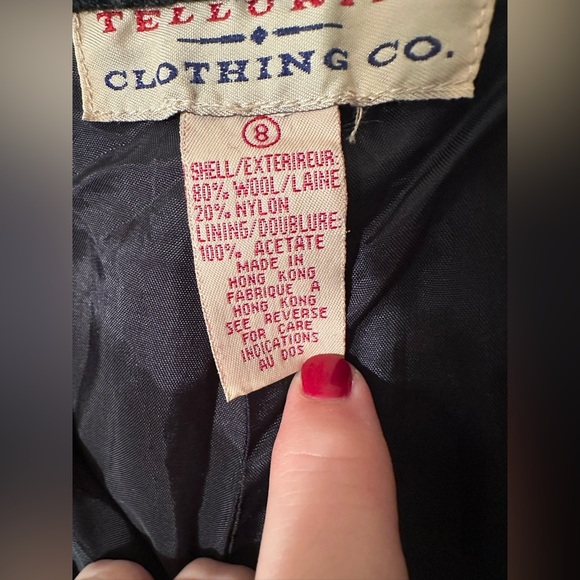 CLOTHING CO.
8
SHELL/EXTERIREUR:
80% WOOL/LAINE
20% NYLON
LINING/DOUBLURE:
100% ACETATE
MADE IN
HONG KONG
FABRIQUE A
HONG KONG
SEE REVERSE
FOR CARE
INDICATIONS
AU DOS